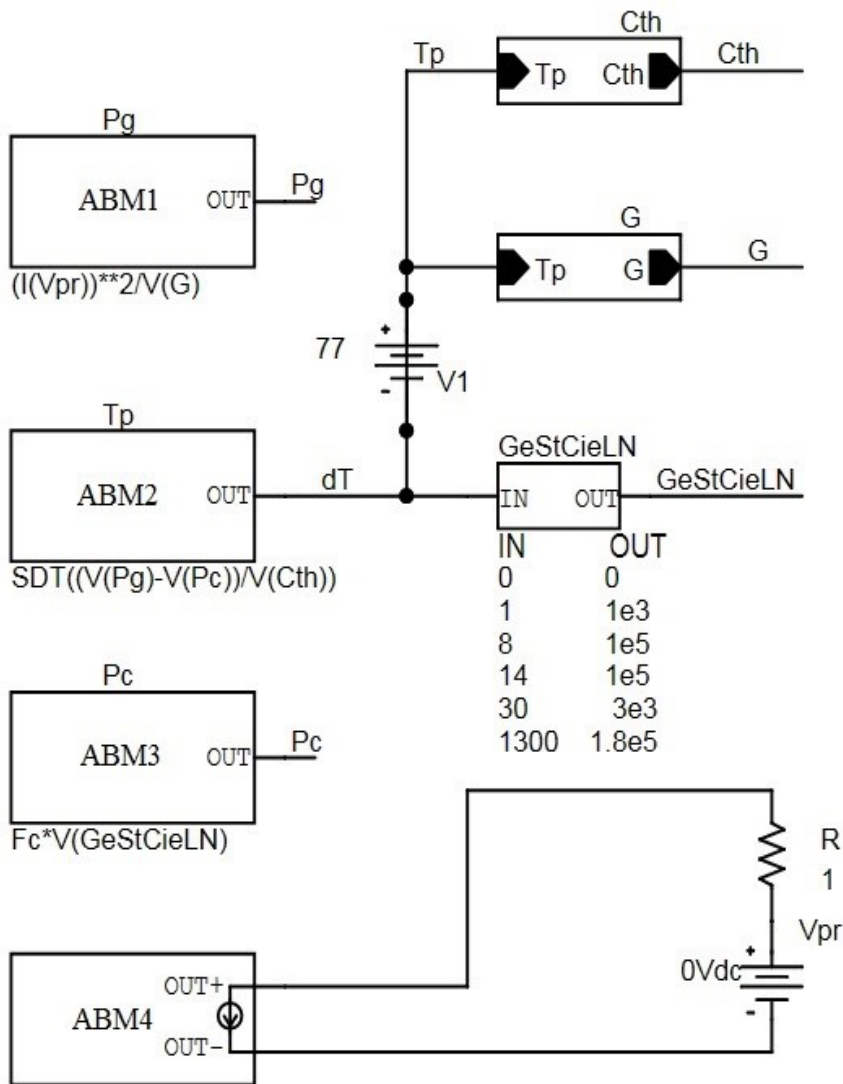 Cth
Tp
Tp
Cth
Cth
Pg
ABM1
OUT
Pg
(I(Vpr))**2/V(G)
G
Tp
G
G
77
+
-
V1
Tp
ABM2
OUT
dT
SDT((V(Pg)-V(Pc))/V(Cth))
GeStCieLN
IN
OUT
GeStCieLN
IN OUT
0 0
1 1e3
8 1e5
14 1e5
30 3e3
1300 1.8e5
Pc
ABM3
OUT
Pc
Fc*V(GeStCieLN)
R
1
Vpr
0Vdc
+
-
ABM4
OUT+
OUT-